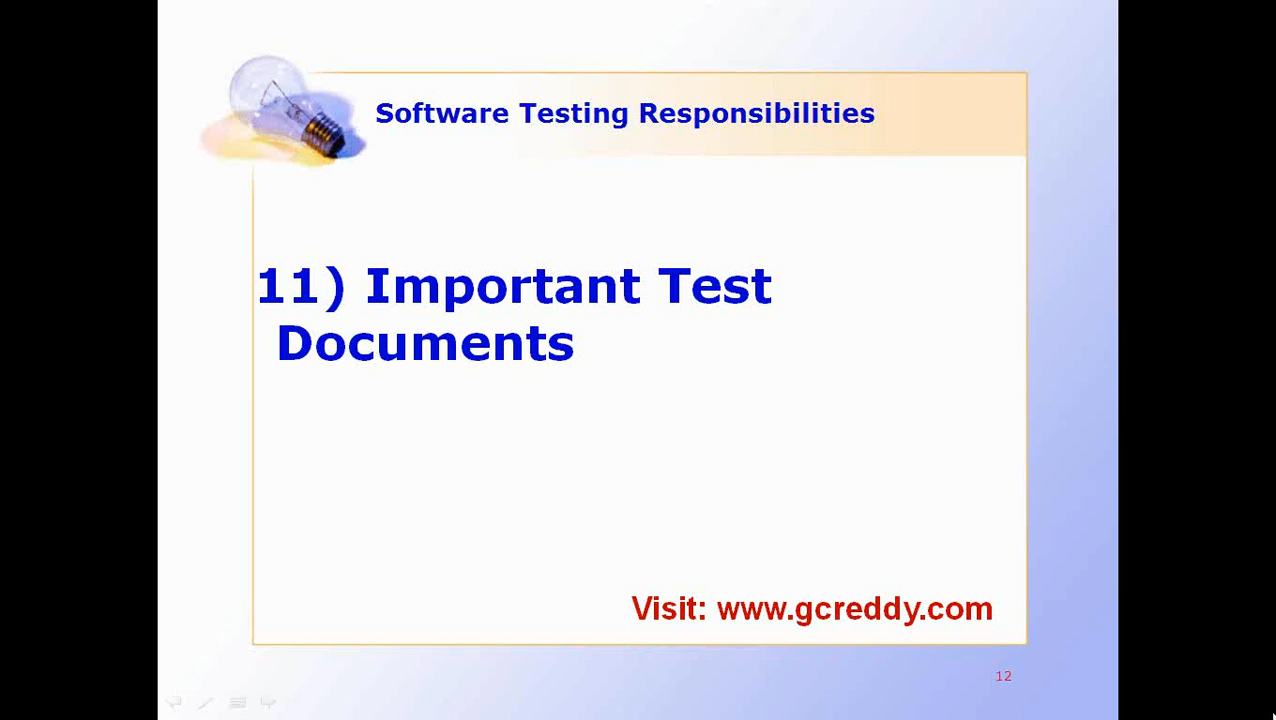 Software Testing Responsibilities
11) Important Test
Documents
Visit: www.gcreddy.com
12